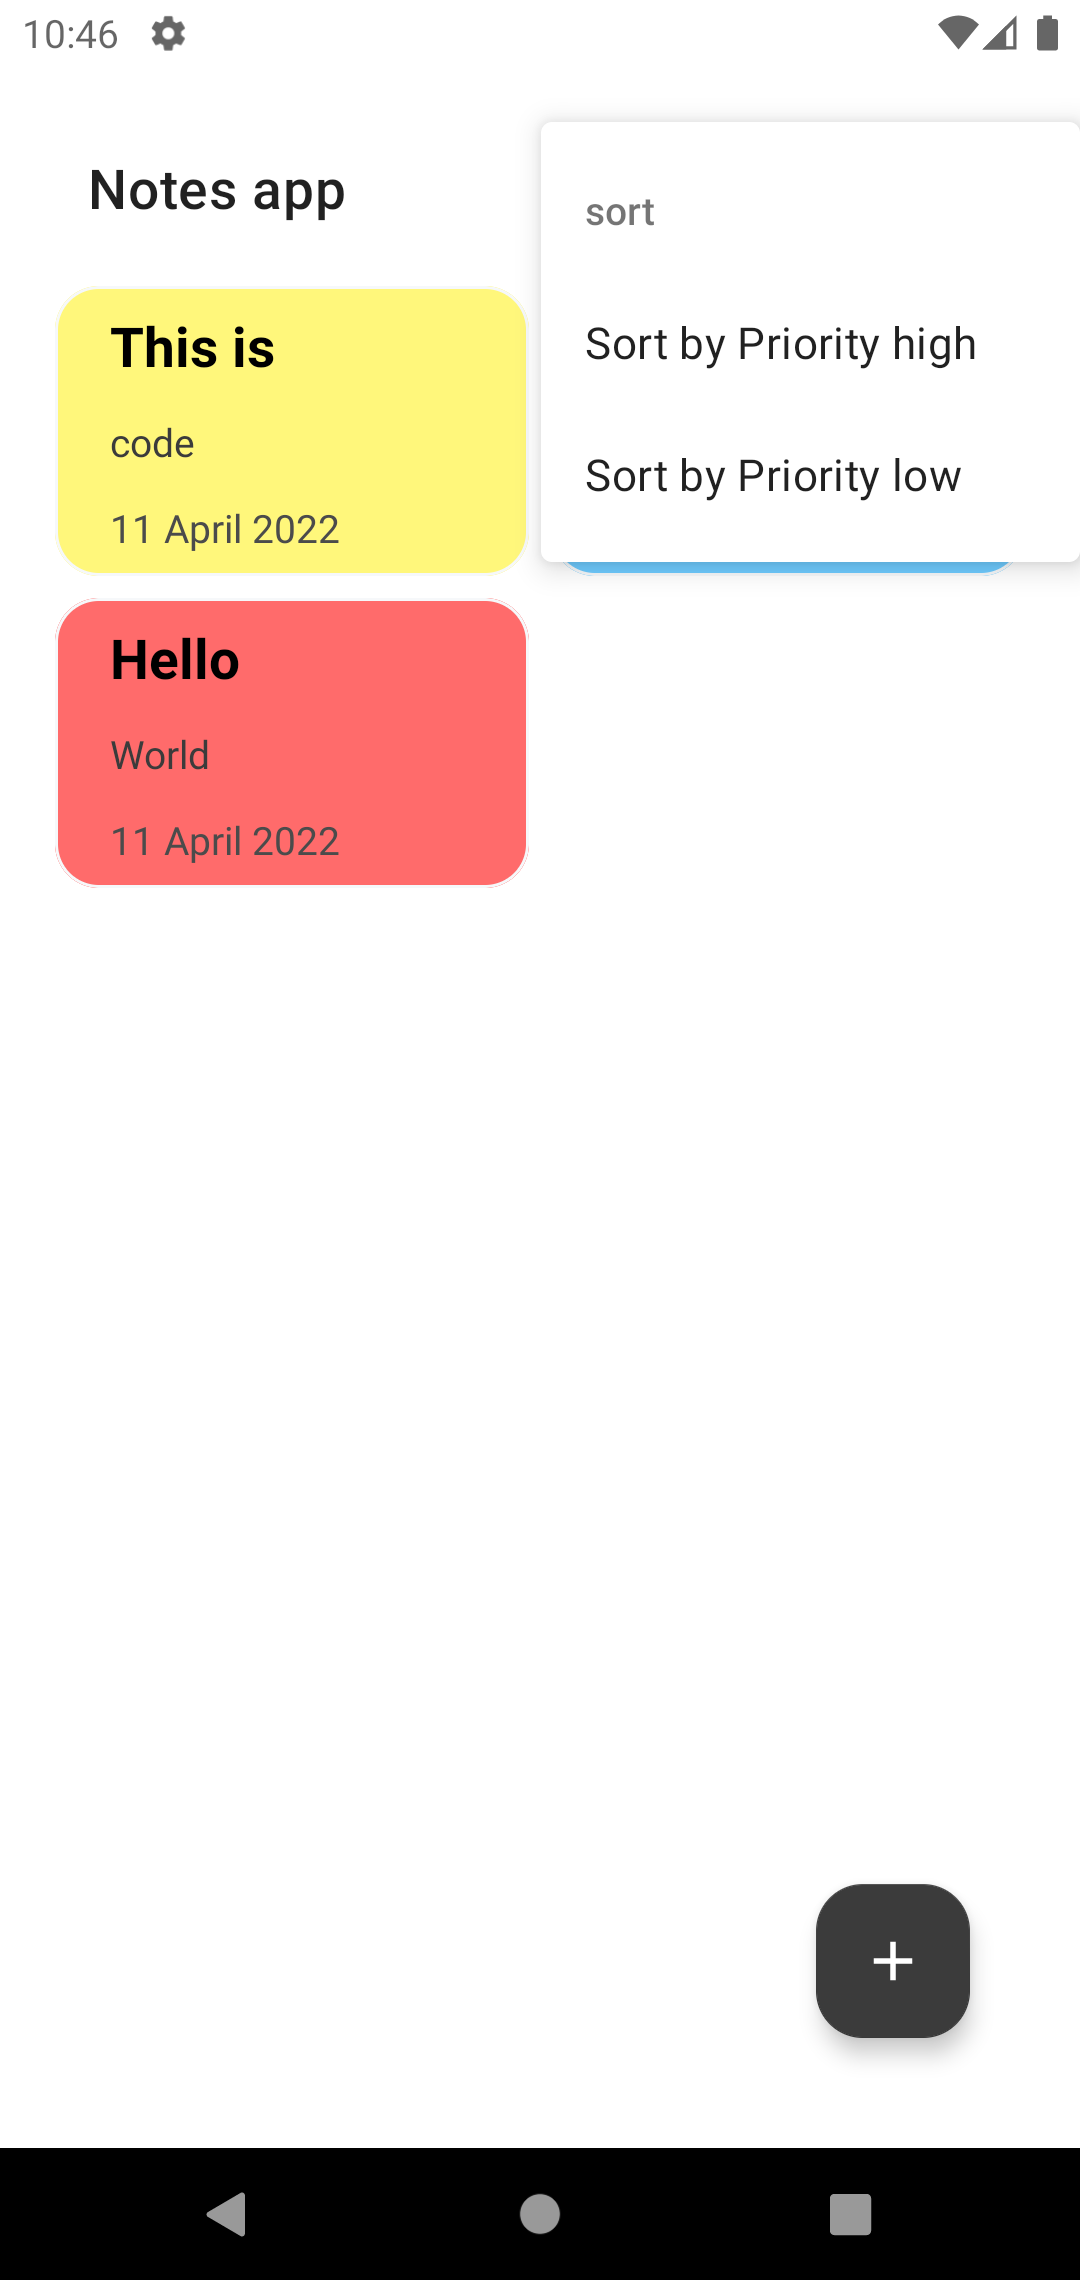 10:46
Notes app
sort
Sort by Priority high
Sort by Priority low
This is
code
11 April 2022
Hello
World
11 April 2022